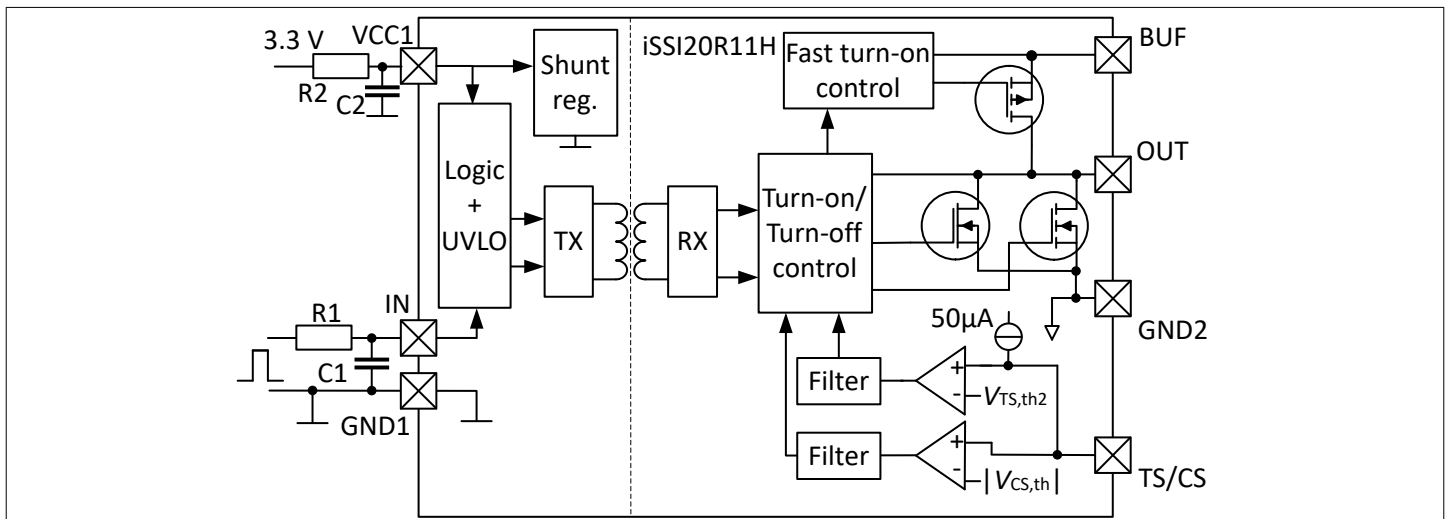 3.3 V
VCC1
R2
C2
Shunt
reg.
iSSI20R11H
Fast turn-on
control
BUF
Logic
+
UVLO
TX
RX
Turn-on/
Turn-off
control
OUT
IN
R1
C1
GND1
50µA
GND2
Filter
+
-
VTS,th2
Filter
+
-
|VCS,th|
TS/CS